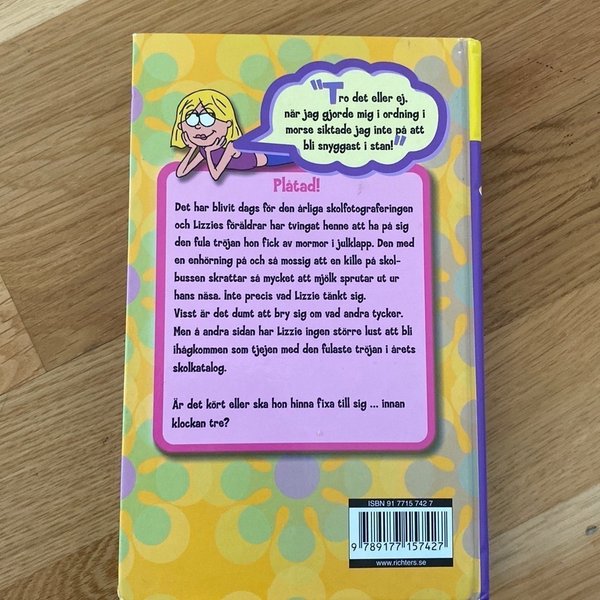 "Tro det eller ej,
när jag gjorde mig i ordning i
morse siktade jag inte på att
bli snyggast i stan!"
Plåtad!
Det har blivit dags för den årliga skolfotograferingen
och Lizzies föräldrar har tvingat henne att ha på sig
den fula tröjan hon fick av mormor i julklapp. Den med
en enhörning på och så mossig att en kille på skol-
bussen skrattar så mycket att mjölk sprutar ut ur
hans näsa. Inte precis vad Lizzie tänkt sig.
Visst är det dumt att bry sig om vad andra tycker.
Men å andra sidan har Lizzie ingen större lust att bli
ihågkommen som tjejen med den fulaste tröjan i årets
skolkatalog.
Är det kört eller ska hon hinna fixa till sig ... innan
klockan tre?
ISBN 91 7715 742 7
9 789177 157427
www.richters.se